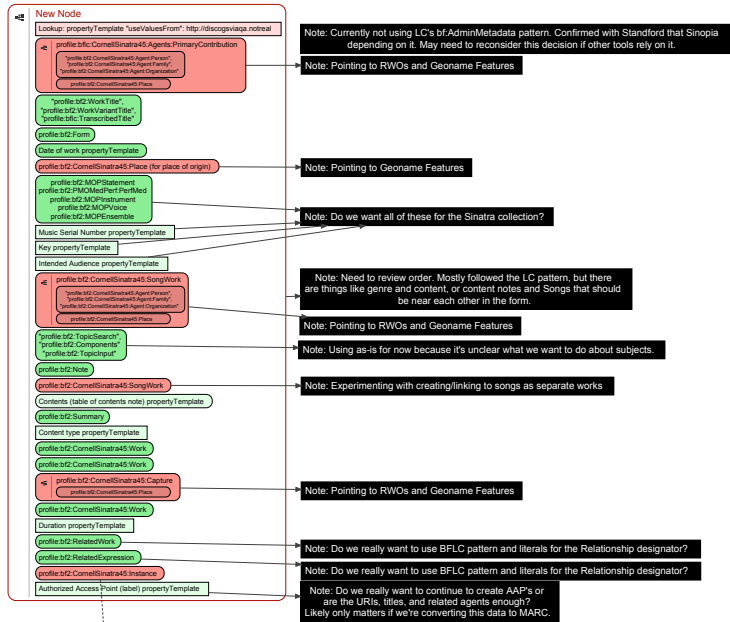 New Node
Lookup: propertyTemplate "useValuesFrom": http://discogsviaqa.notreal
Note: Currently not using LC's bf:AdminMetadata pattern. Confirmed with Standford that Sinopia
depending on it. May need to reconsider this decision if other tools rely on it.
profile:bflc:CornellSinatra45:Agents:PrimaryContribution
"profile:bf2:CornellSinatra45:Agent:Person",
"profile:bf2:CornellSinatra45:Agent:Family",
"profile:bf2:CornellSinatra45:Agent:Organization"
profile:bf2:CornellSinatra45:Place
Note: Pointing to RWOs and Geoname Features
"profile:bf2:WorkTitle",
"profile:bf2:WorkVariantTitle",
"profile:bflc:TranscribedTitle"
profile:bf2:Form
Date of work propertyTemplate
profile:bf2:CornellSinatra45:Place (for place of origin)
Note: Pointing to Geoname Features
profile:bf2:MOPStatement
profile:bf2:PMOMedPerf:PerfMed
profile:bf2:MOPInstrument
profile:bf2:MOPVoice
profile:bf2:MOPEnsemble
Note: Do we want all of these for the Sinatra collection?
Music Serial Number propertyTemplate
Key propertyTemplate
Intended Audience propertyTemplate
profile:bf2:CornellSinatra45:SongWork
"profile:bf2:CornellSinatra45:Agent:Person",
"profile:bf2:CornellSinatra45:Agent:Family",
"profile:bf2:CornellSinatra45:Agent:Organization"
profile:bf2:CornellSinatra45:Place
Note: Need to review order. Mostly followed the LC pattern, but there
are things like genre and content, or content notes and Songs that should
be near each other in the form.
Note: Pointing to RWOs and Geoname Features
"profile:bf2:TopicSearch",
"profile:bf2:Components"
"profile:bf2:TopicInput"
Note: Using as-is for now because it's unclear what we want to do about subjects.
profile:bf2:Note
profile:bf2:CornellSinatra45:SongWork
Note: Experimenting with creating/linking to songs as separate works
Contents (table of contents note) propertyTemplate
profile:bf2:Summary
Content type propertyTemplate
profile:bf2:CornellSinatra45:Work
profile:bf2:CornellSinatra45:Work
profile:bf2:CornellSinatra45:Capture
profile:bf2:CornellSinatra45:Place
Note: Pointing to RWOs and Geoname Features
profile:bf2:CornellSinatra45:Work
Duration propertyTemplate
profile:bf2:RelatedWork
Note: Do we really want to use BFLC pattern and literals for the Relationship designator?
profile:bf2:RelatedExpression
Note: Do we really want to use BFLC pattern and literals for the Relationship designator?
profile:bf2:CornellSinatra45:Instance
Authorized Access Point (label) propertyTemplate
Note: Do we really want to continue to create AAP's or
are the URIs, titles, and related agents enough?
Likely only matters if we're converting this data to MARC.